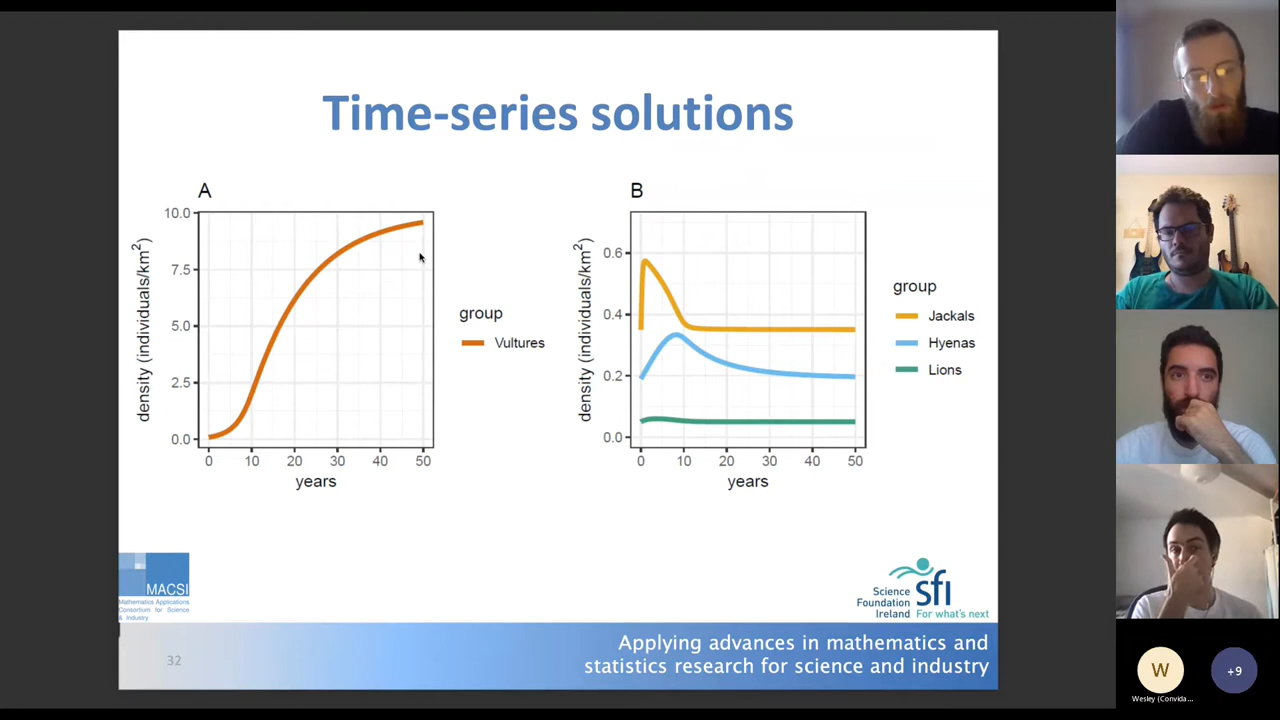 Time-series solutions
A
density (individuals/km²)
10.0
7.5
5.0
2.5
0.0
0 10 20 30 40 50
years
group
Vultures
B
density (individuals/km²)
0.6
0.4
0.2
0.0
0 10 20 30 40 50
years
group
Jackals
Hyenas
Lions
MACSI
Mathematics Applications
Consortium for Science
& Industry
Science
Foundation
Ireland
sfi
For what's next
32
Applying advances in mathematics and
statistics research for science and industry
W
Wesley (Convida...
+9